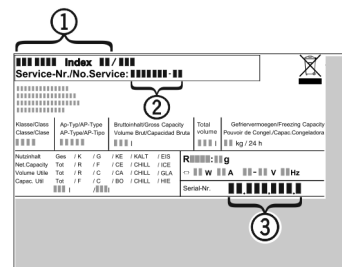 1
Index /
Service-Nr./No.Service: -
2
Klasse/Class Ap-Typ/AP-Type Bruttoinhalt/Gross Capacity Total Gefriervermoegen/Freezing Capacity
Classe/Clase AP-Type/AP-Tipo Volume Brut/Capacidad Bruta volume Pouvoir de Congel./Capac.Congeladora
l l kg / 24 h
Nutzinhalt Ges / K / G / KE / KALT / EIS
Net.Capacity Tot / R / F / CE / CHILL / ICE
Volume Utile Tot / R / C / CA / CHILL / GLA
Capac. Util Tot / F / C / BO / CHILL / HIE
l / l
R : g
W A - V Hz
Serial-Nr. . . .
3